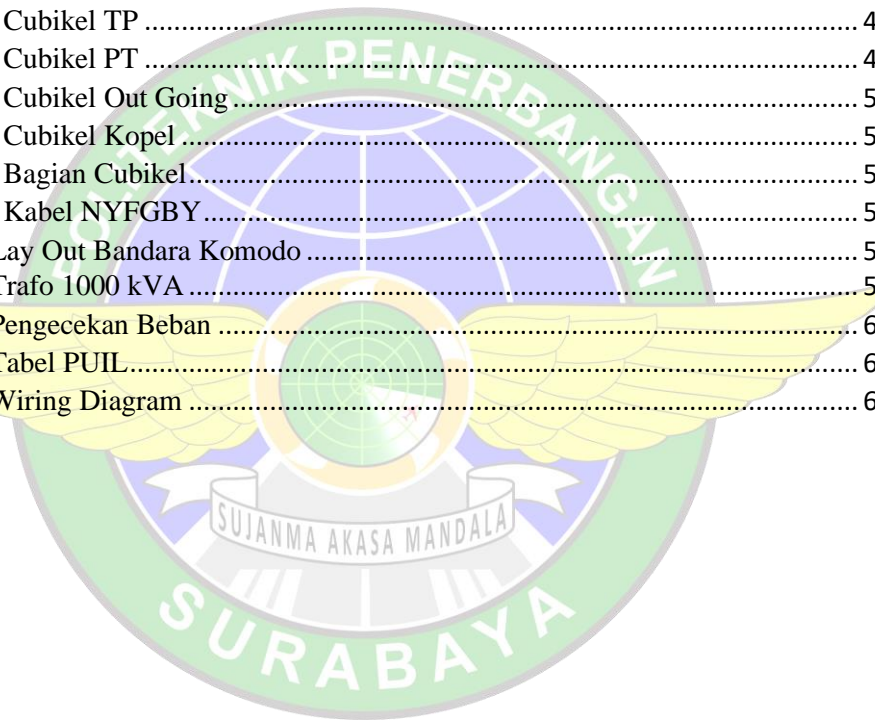 Cubikel TP ........ 4
Cubikel PT ........ 4
Cubikel Out Going ........ 5
Cubikel Kopel ........ 5
Bagian Cubikel ........ 5
Kabel NYFGBY ........ 5
Lay Out Bandara Komodo ........ 5
Trafo 1000 kVA ........ 5
Pengecekan Beban ........ 6
Tabel PUIL ........ 6
Wiring Diagram ........ 6
POLITEKNIK PENERBANGAN
SUJANMA AKASA MANDALA
SURABAYA